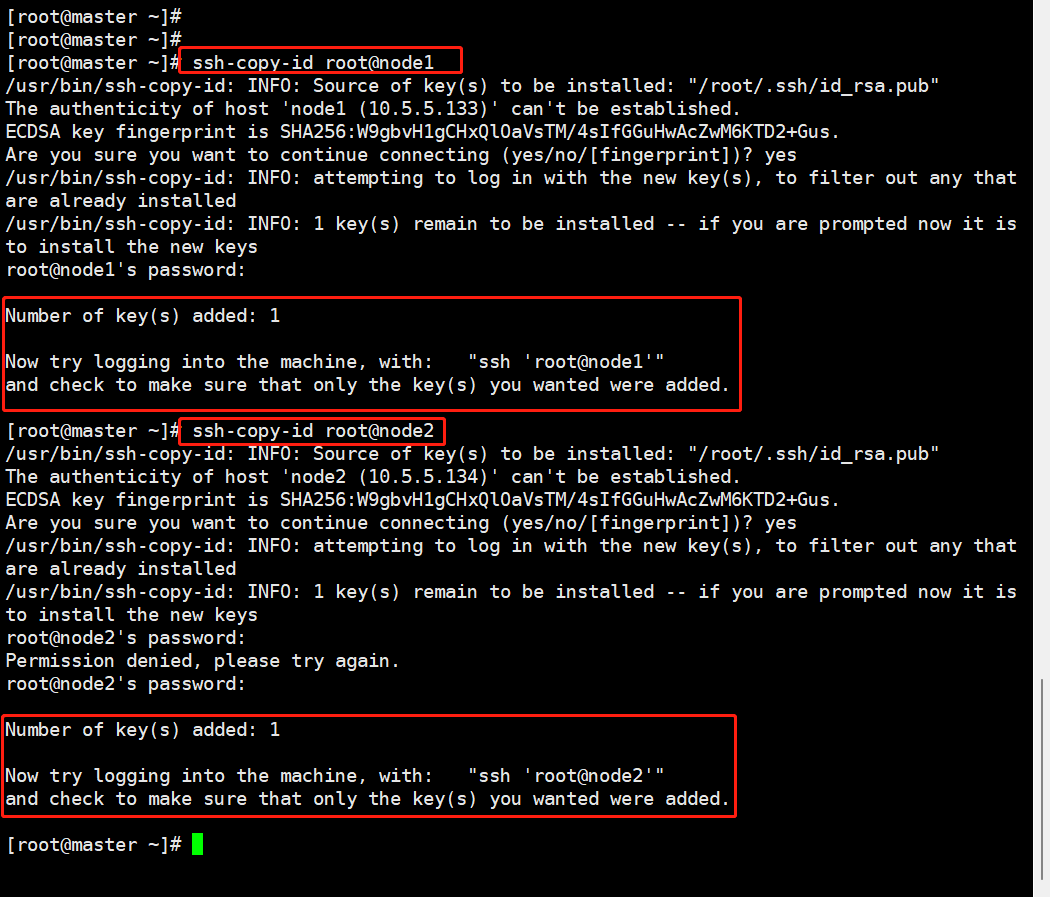 [root@master ~]#
[root@master ~]#
[root@master ~]# ssh-copy-id root@node1
/usr/bin/ssh-copy-id: INFO: Source of key(s) to be installed: "/root/.ssh/id_rsa.pub"
The authenticity of host 'node1 (10.5.5.133)' can't be established.
ECDSA key fingerprint is SHA256:W9gbvH1gCHxQlOaVsTM/4sIfGGuHwAcZwM6KTD2+Gus.
Are you sure you want to continue connecting (yes/no/[fingerprint])? yes
/usr/bin/ssh-copy-id: INFO: attempting to log in with the new key(s), to filter out any that
are already installed
/usr/bin/ssh-copy-id: INFO: 1 key(s) remain to be installed -- if you are prompted now it is
to install the new keys
root@node1's password:
Number of key(s) added: 1
Now try logging into the machine, with:   "ssh 'root@node1'"
and check to make sure that only the key(s) you wanted were added.
[root@master ~]# ssh-copy-id root@node2
/usr/bin/ssh-copy-id: INFO: Source of key(s) to be installed: "/root/.ssh/id_rsa.pub"
The authenticity of host 'node2 (10.5.5.134)' can't be established.
ECDSA key fingerprint is SHA256:W9gbvH1gCHxQlOaVsTM/4sIfGGuHwAcZwM6KTD2+Gus.
Are you sure you want to continue connecting (yes/no/[fingerprint])? yes
/usr/bin/ssh-copy-id: INFO: attempting to log in with the new key(s), to filter out any that
are already installed
/usr/bin/ssh-copy-id: INFO: 1 key(s) remain to be installed -- if you are prompted now it is
to install the new keys
root@node2's password:
Permission denied, please try again.
root@node2's password:
Number of key(s) added: 1
Now try logging into the machine, with:   "ssh 'root@node2'"
and check to make sure that only the key(s) you wanted were added.
[root@master ~]#